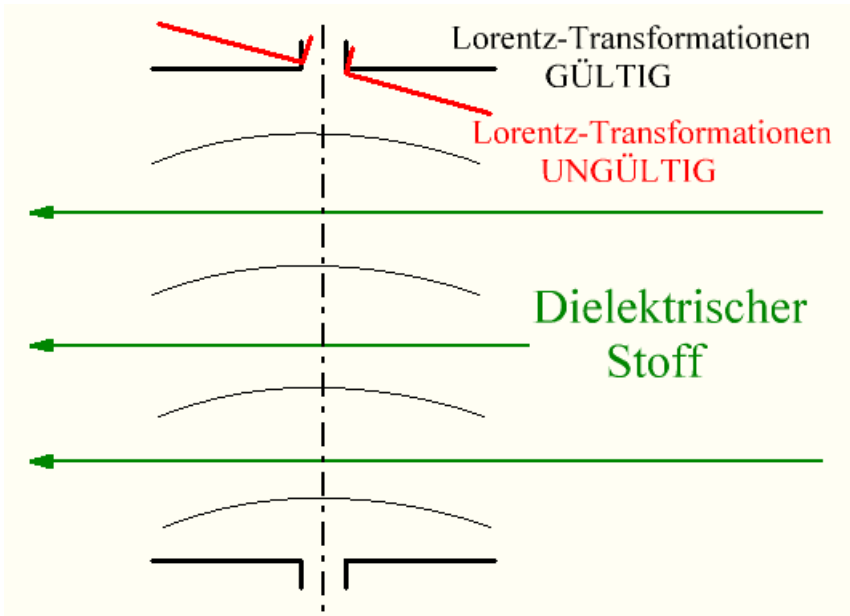 Lorentz-Transformationen
GÜLTIG
Lorentz-Transformationen
UNGÜLTIG
Dielektrischer
Stoff